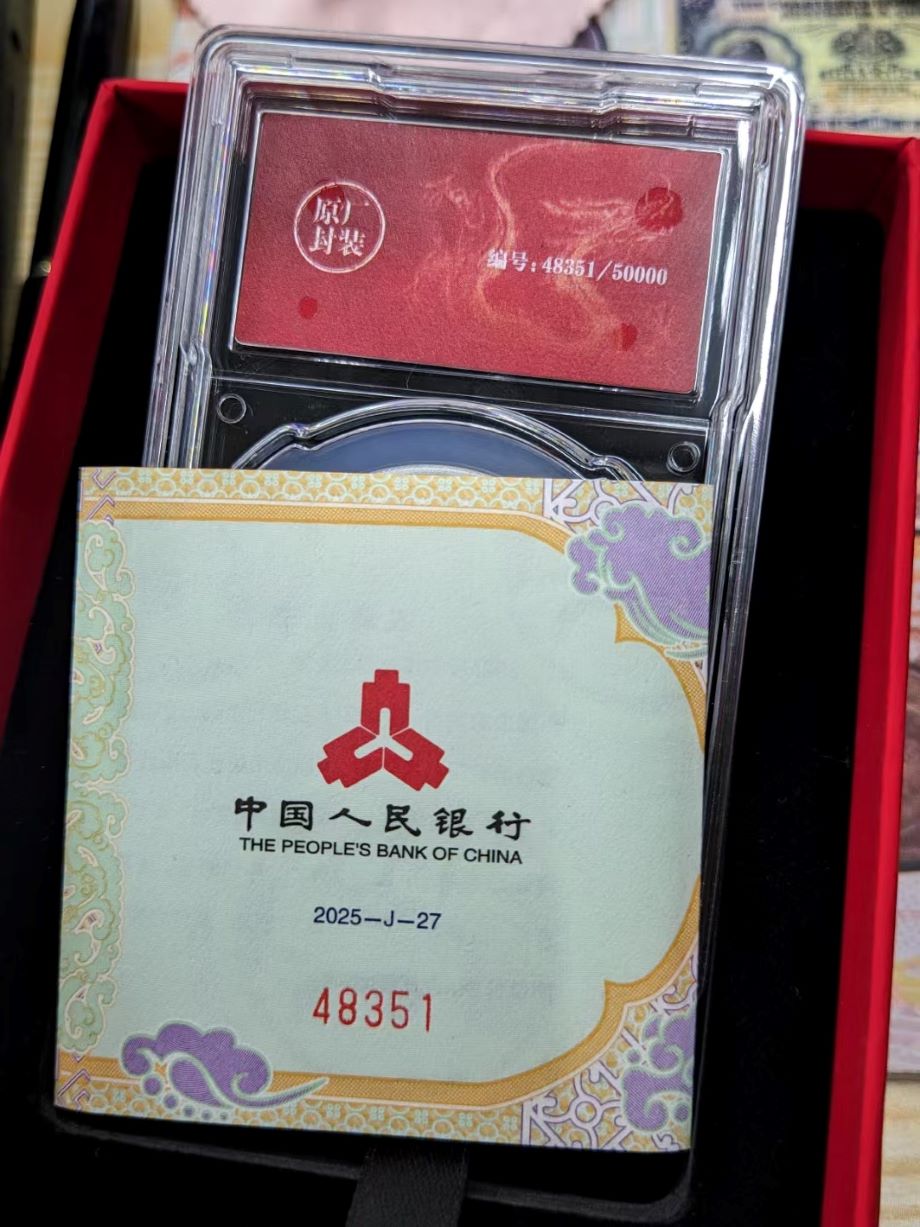 原厂
封装
编号:48351/50000
中国人民银行
THE PEOPLE'S BANK OF CHINA
2025—J—27
48351